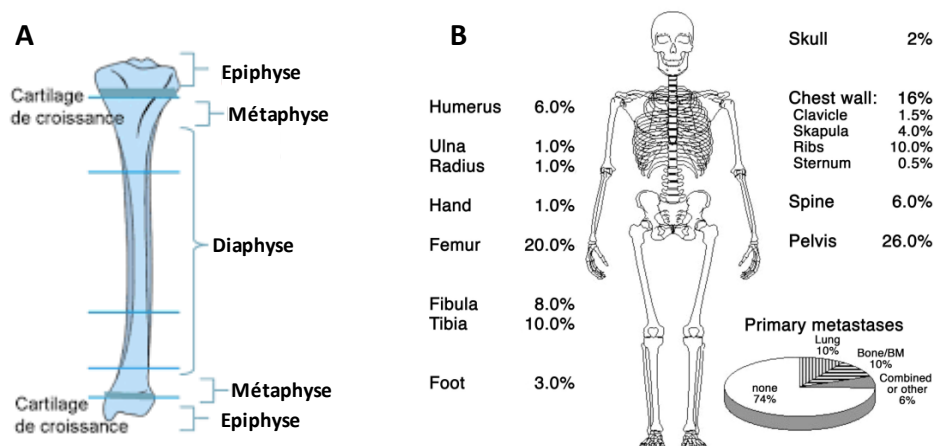 A
Epiphyse
Cartilage
de croissance
Métaphyse
Diaphyse
Métaphyse
Cartilage
de croissance
Epiphyse
B
Humerus 6.0%
Ulna 1.0%
Radius 1.0%
Hand 1.0%
Femur 20.0%
Fibula 8.0%
Tibia 10.0%
Foot 3.0%
Skull 2%
Chest wall: 16%
Clavicle 1.5%
Skapula 4.0%
Ribs 10.0%
Sternum 0.5%
Spine 6.0%
Pelvis 26.0%
Primary metastases
Lung
10%
Bone/BM
10%
Combined
or other
6%
none
74%